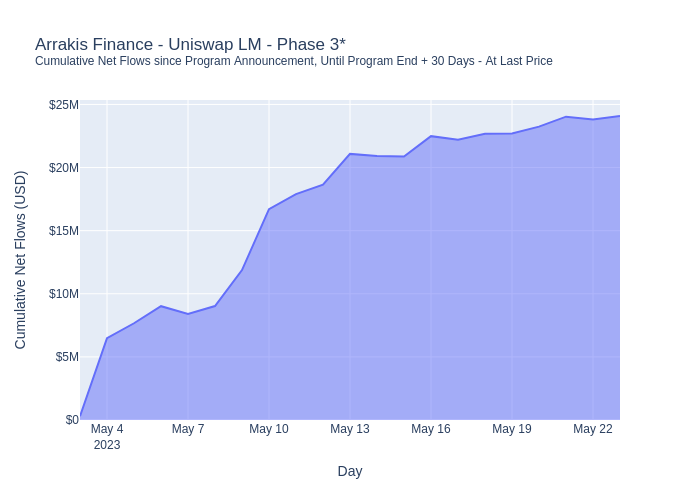 Arrakis Finance - Uniswap LM - Phase 3*
Cumulative Net Flows since Program Announcement, Until Program End + 30 Days - At Last Price
Cumulative Net Flows (USD)
$25M
$20M
$15M
$10M
$5M
$0
May 4 May 7 May 10 May 13 May 16 May 19 May 22
2023
Day